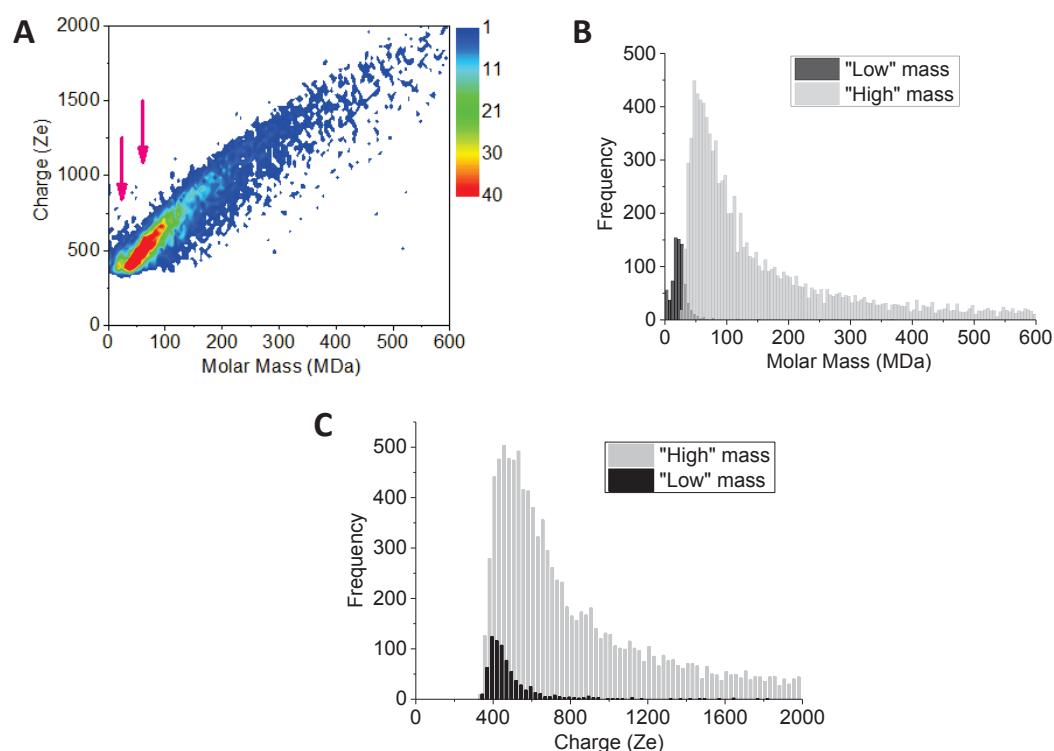 A
2000
1500
1000
500
0
Charge (Ze)
0 100 200 300 400 500 600
Molar Mass (MDa)
1
11
21
30
40
B
500
400
300
200
100
0
Frequency
"Low" mass
"High" mass
0 100 200 300 400 500 600
Molar Mass (MDa)
C
500
400
300
200
100
0
Frequency
"High" mass
"Low" mass
0 400 800 1200 1600 2000
Charge (Ze)